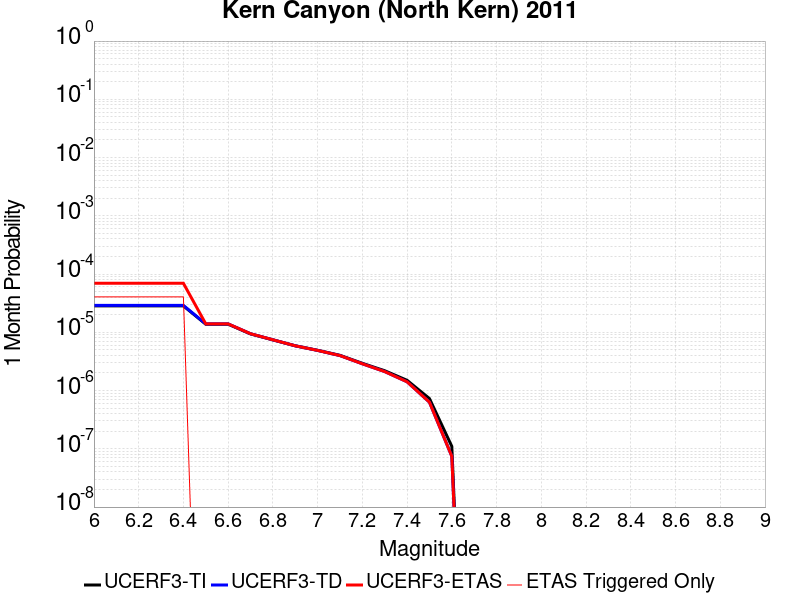 Kern Canyon (North Kern) 2011
1 Month Probability
10^0
10^-1
10^-2
10^-3
10^-4
10^-5
10^-6
10^-7
10^-8
6 6.2 6.4 6.6 6.8 7 7.2 7.4 7.6 7.8 8 8.2 8.4 8.6 8.8 9
Magnitude
UCERF3-TI UCERF3-TD UCERF3-ETAS ETAS Triggered Only